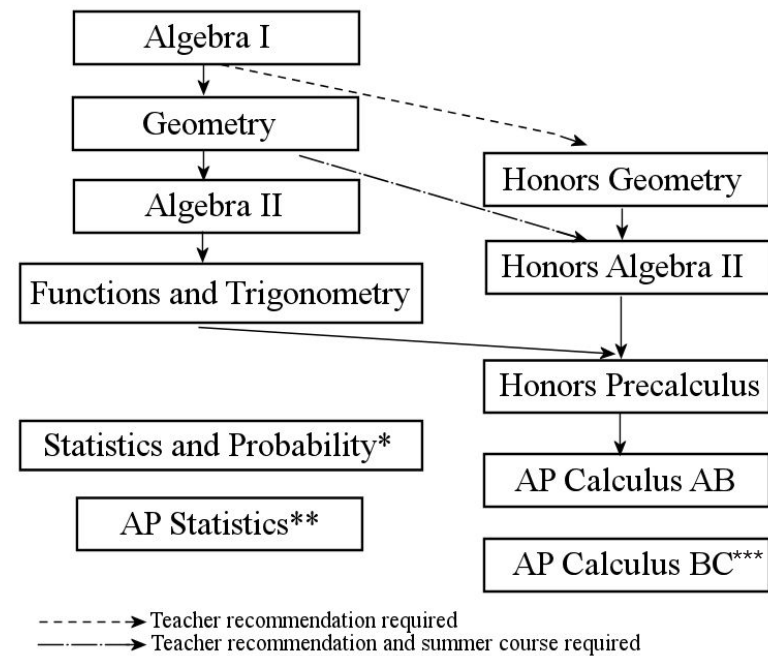 Algebra I
Geometry
Algebra II
Functions and Trigonometry
Honors Geometry
Honors Algebra II
Honors Precalculus
Statistics and Probability*
AP Statistics**
AP Calculus AB
AP Calculus BC***
Teacher recommendation required
Teacher recommendation and summer course required